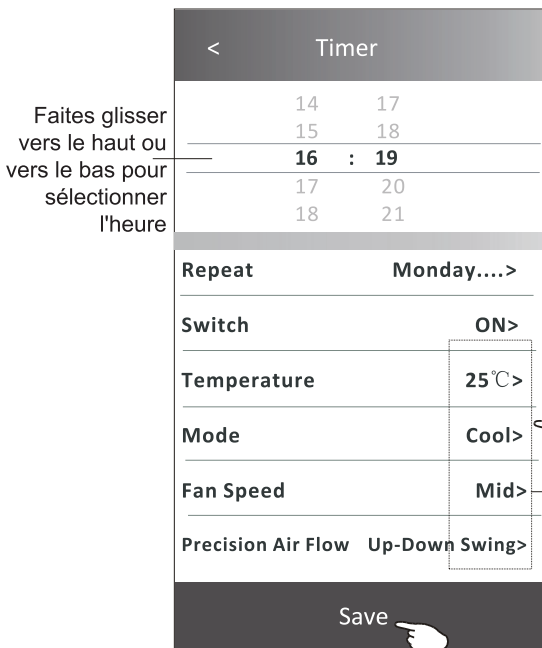 < Timer
Faites glisser
vers le haut ou
vers le bas pour
sélectionner
l'heure
14 17
15 18
16 : 19
17 20
18 21
Repeat Monday....>
Switch ON>
Temperature 25℃>
Mode Cool>
Fan Speed Mid>
Precision Air Flow Up-Down Swing>
Save